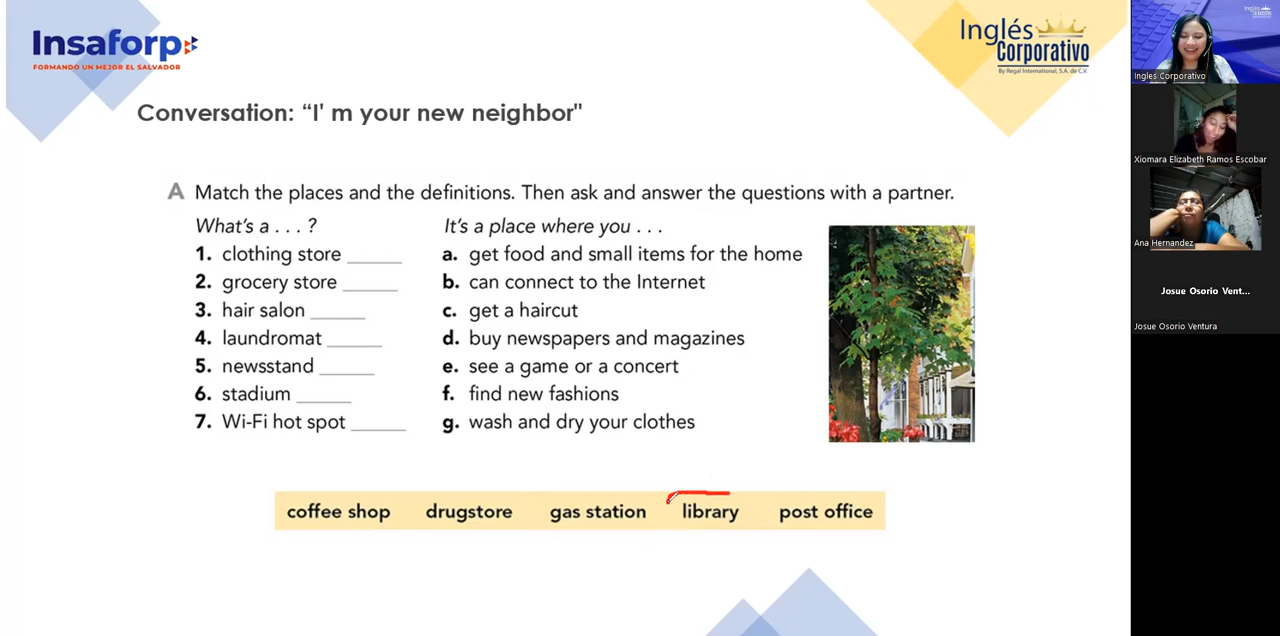 Insaforp
FORMANDO UN MEJOR EL SALVADOR
Inglés
Corporativo
By Regal International, S.A. de C.V.
Conversation: “I' m your new neighbor"
A Match the places and the definitions. Then ask and answer the questions with a partner.
What's a . . . ? It's a place where you . . .
1. clothing store ______ a. get food and small items for the home
2. grocery store ______ b. can connect to the Internet
3. hair salon ______ c. get a haircut
4. laundromat ______ d. buy newspapers and magazines
5. newsstand ______ e. see a game or a concert
6. stadium ______ f. find new fashions
7. Wi-Fi hot spot ______ g. wash and dry your clothes
coffee shop drugstore gas station library post office
Ingles Corporativo
Xiomara Elizabeth Ramos Escobar
Ana Hernandez
Josue Osorio Vent...
Josue Osorio Ventura